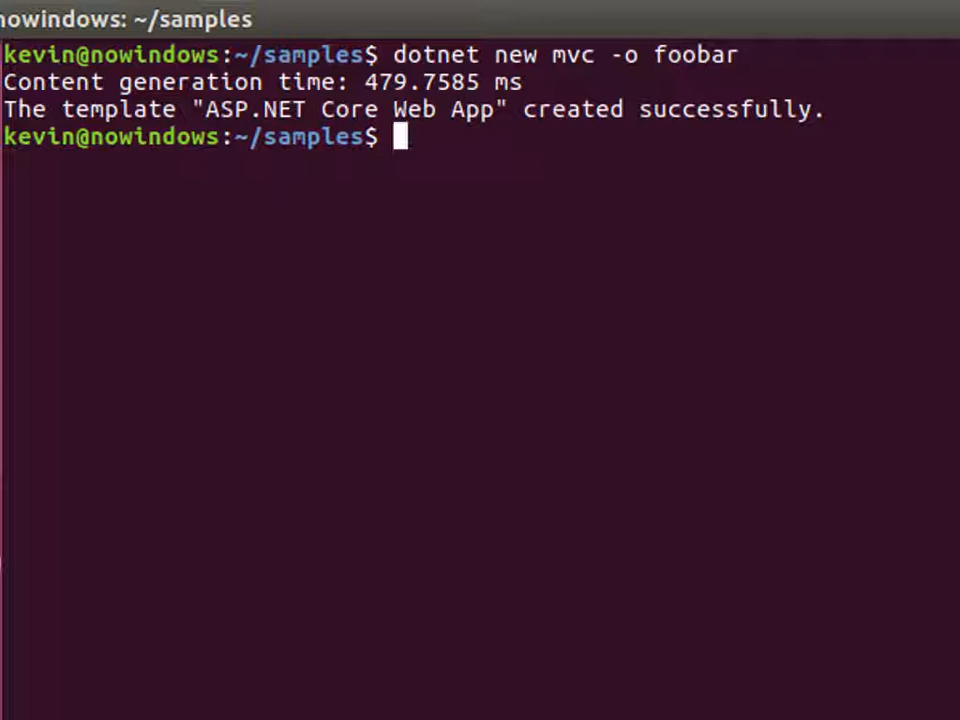 nowindows: ~/samples
kevin@nowindows:~/samples$ dotnet new mvc -o foobar
Content generation time: 479.7585 ms
The template "ASP.NET Core Web App" created successfully.
kevin@nowindows:~/samples$